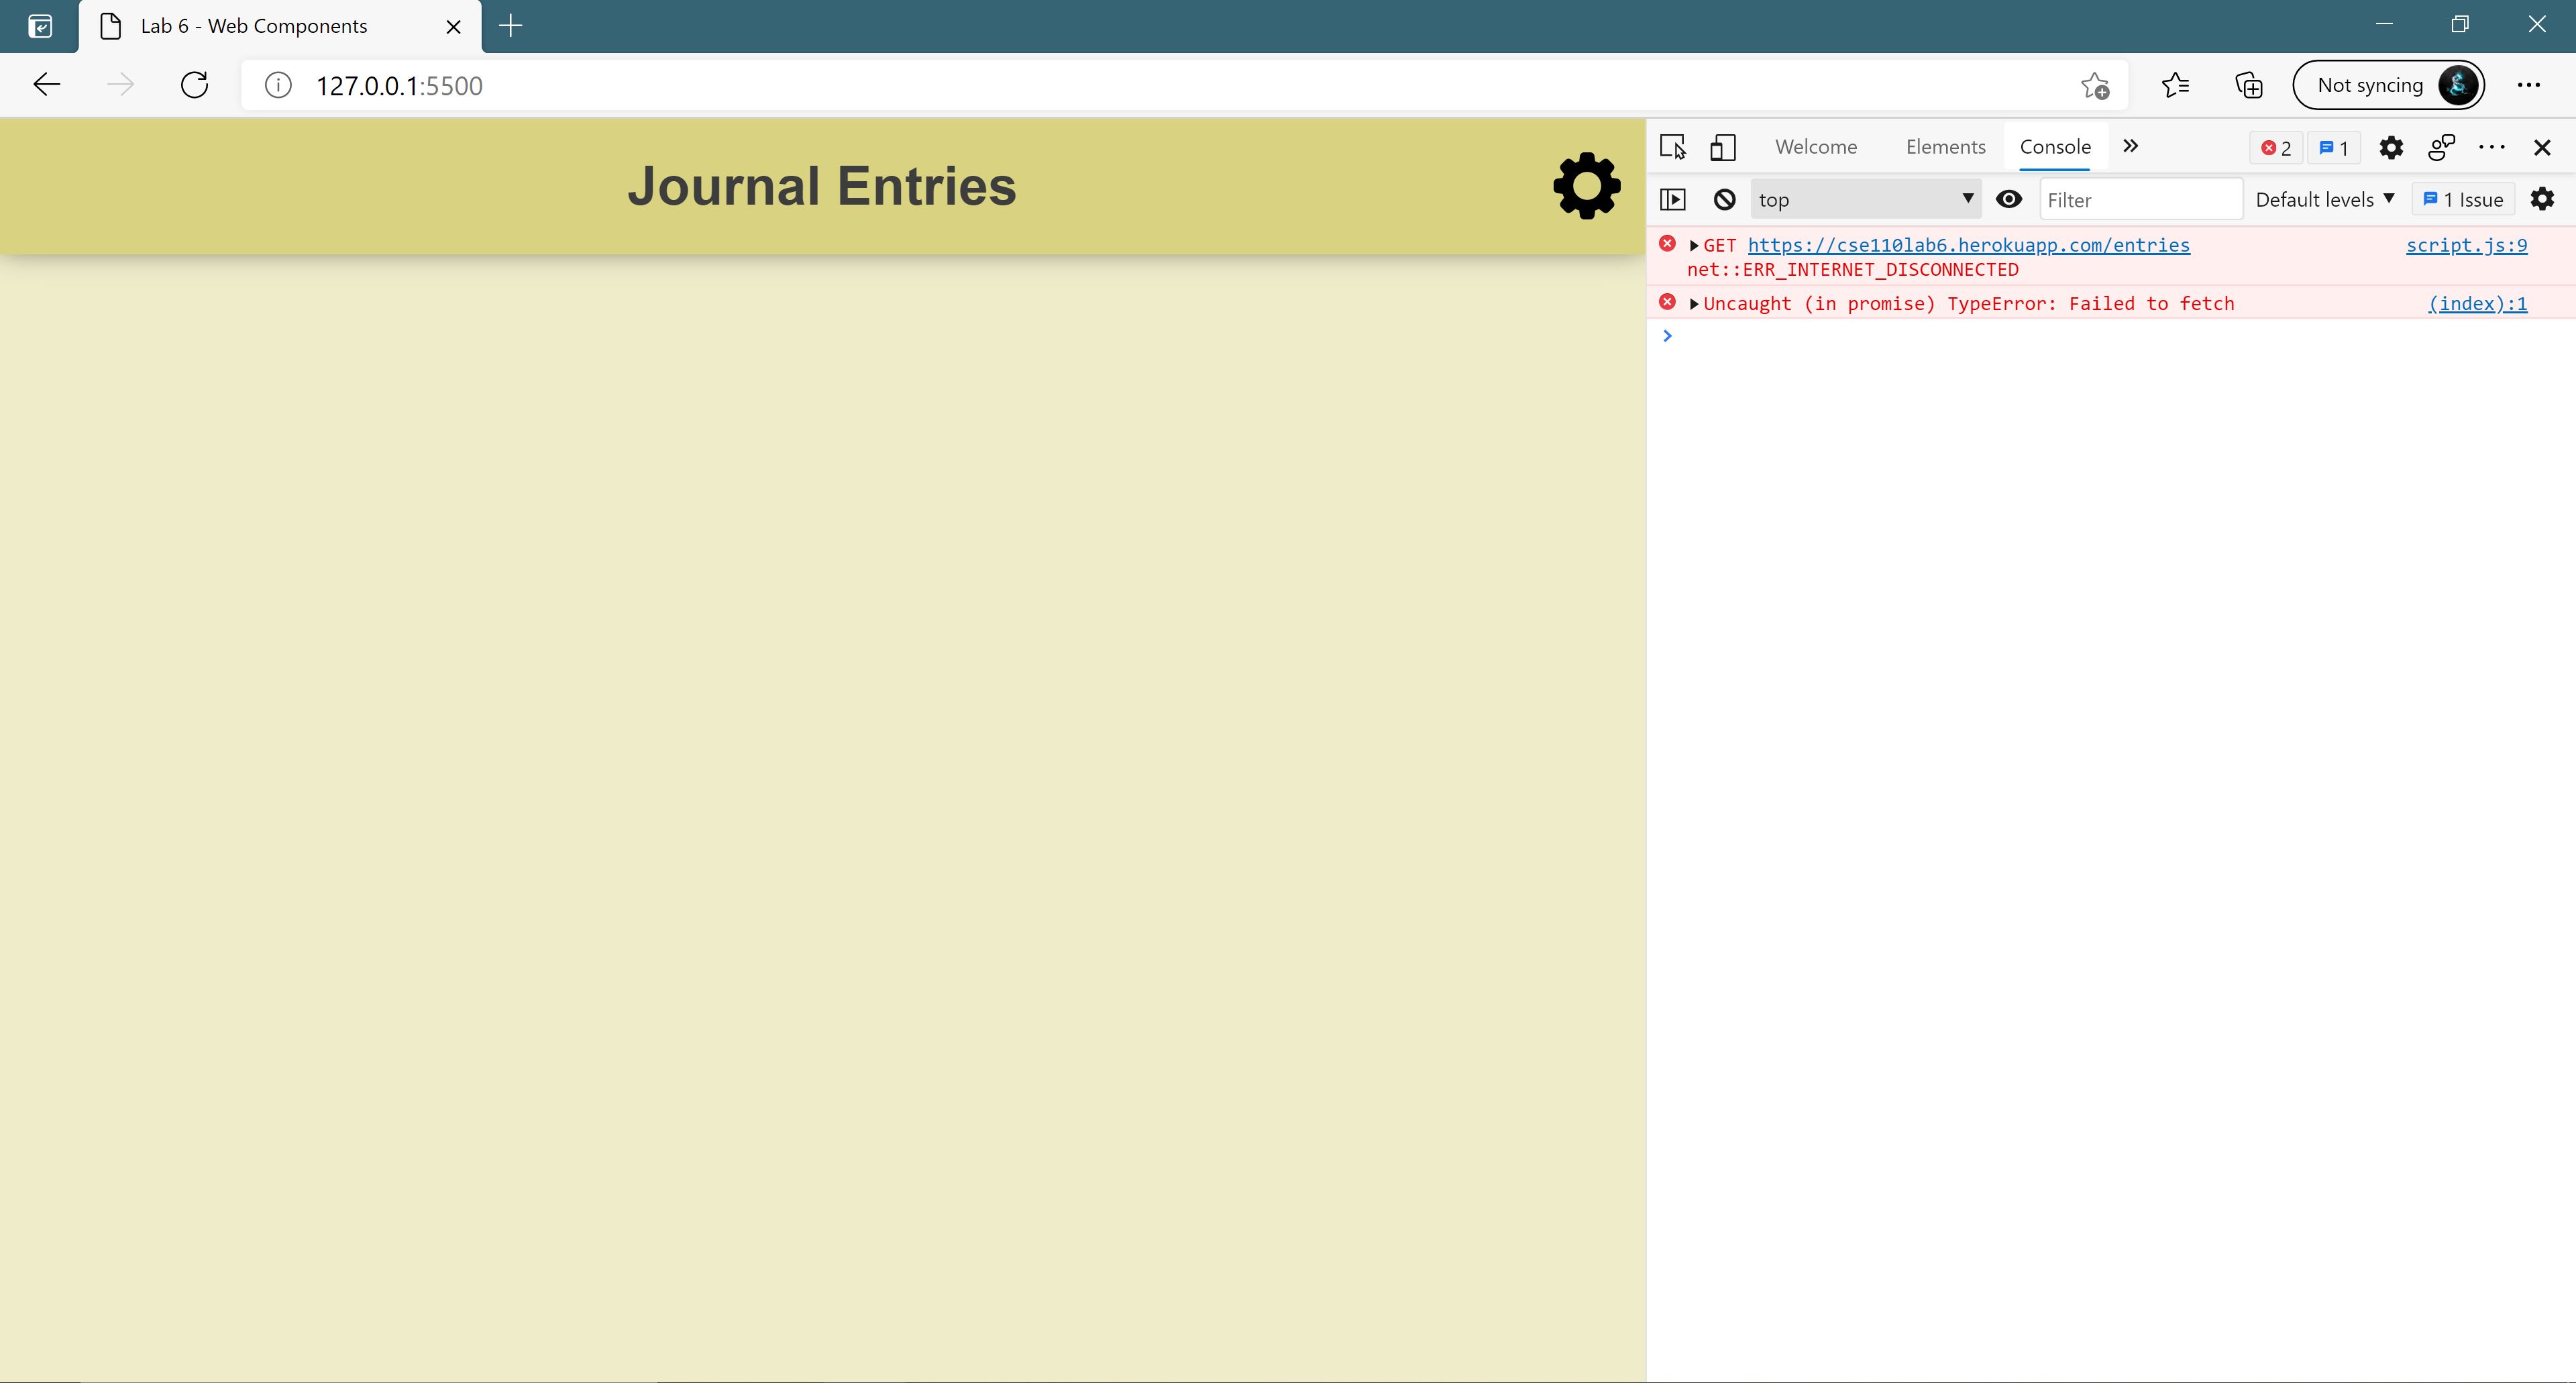 Lab 6 - Web Components
127.0.0.1:5500
Not syncing
Journal Entries
Welcome Elements Console 2 1
top Filter Default levels 1 Issue
GET https://cse110lab6.herokuapp.com/entries script.js:9
net::ERR_INTERNET_DISCONNECTED
Uncaught (in promise) TypeError: Failed to fetch (index):1